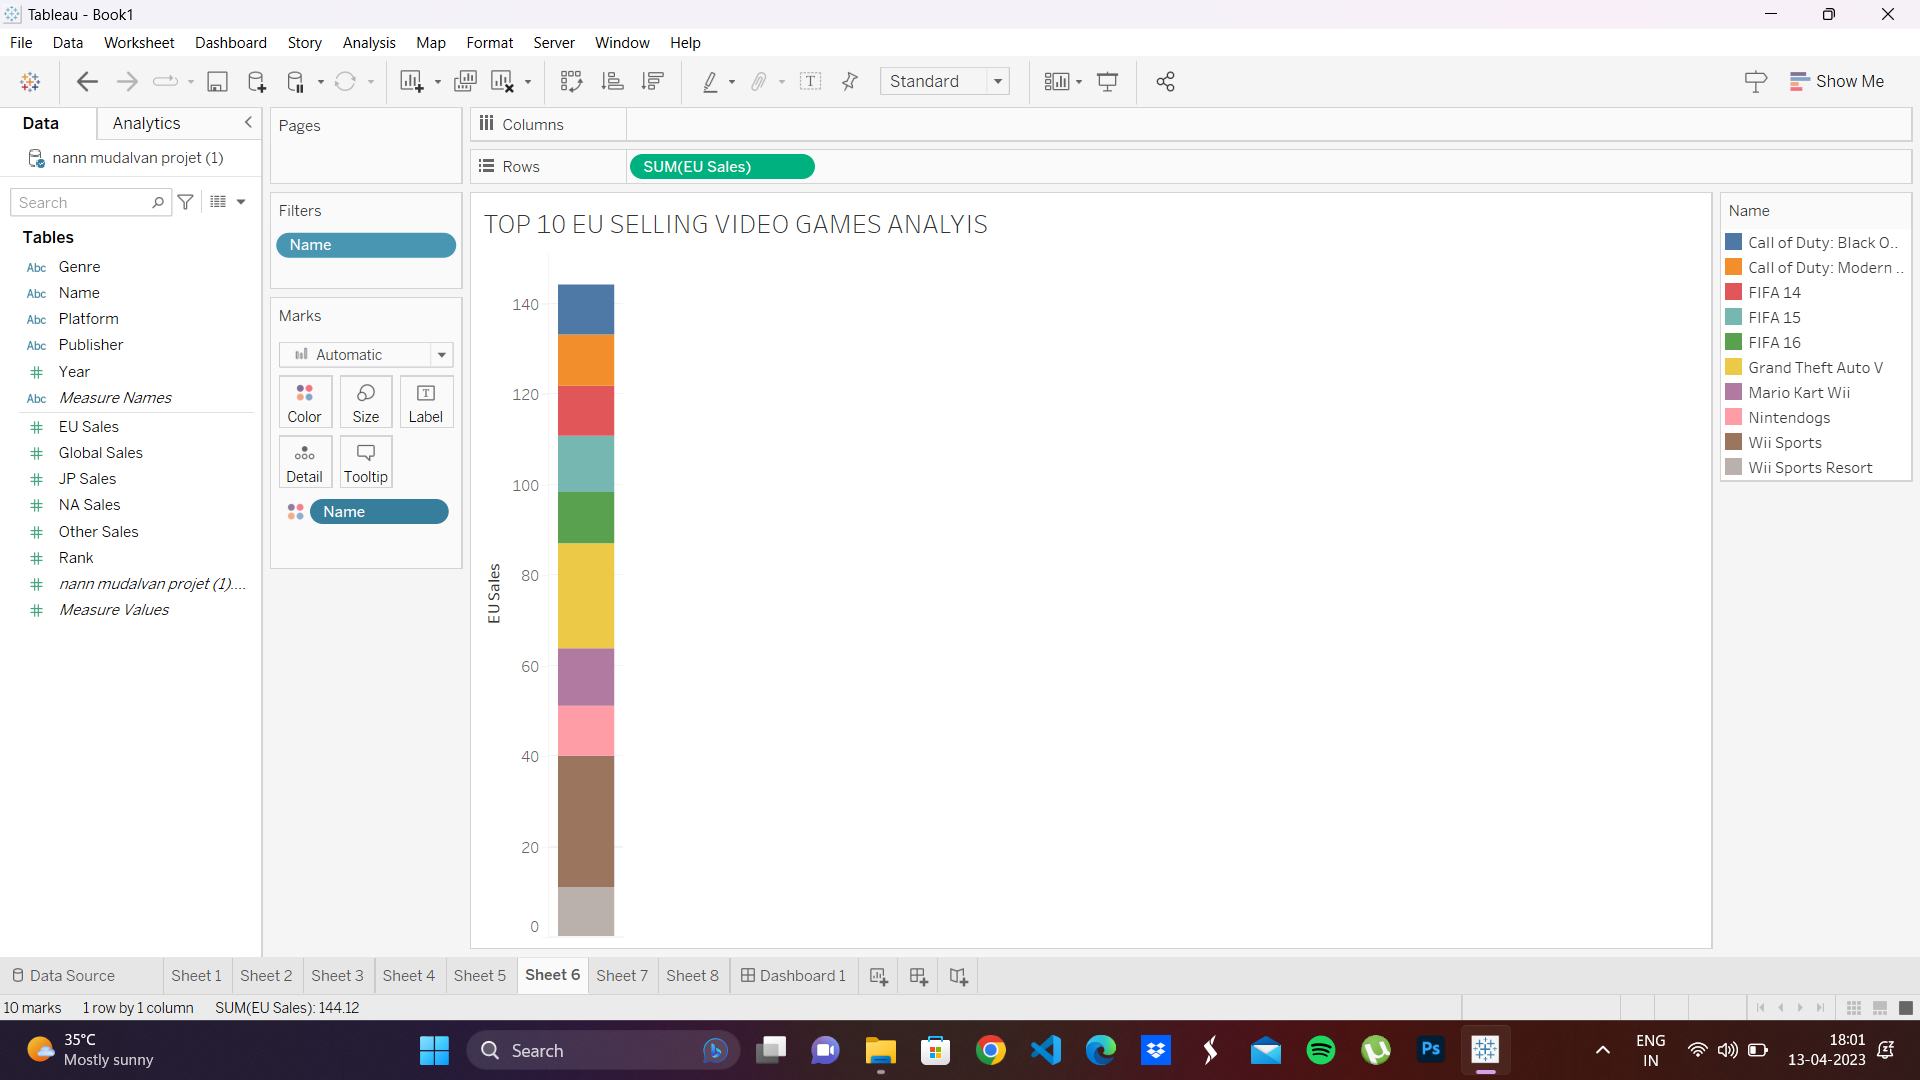 Tableau - Book1
File Data Worksheet Dashboard Story Analysis Map Format Server Window Help
Standard
Show Me
Data Analytics
nann mudalvan projet (1)
Search
Tables
Abc Genre
Abc Name
Abc Platform
Abc Publisher
# Year
Abc Measure Names
# EU Sales
# Global Sales
# JP Sales
# NA Sales
# Other Sales
# Rank
# nann mudalvan projet (1)....
# Measure Values
Pages
Filters
Name
Marks
Automatic
Color Size Label
Detail Tooltip
Name
Columns
Rows SUM(EU Sales)
TOP 10 EU SELLING VIDEO GAMES ANALYIS
140
120
100
80
60
40
20
0
EU Sales
Name
Call of Duty: Black O..
Call of Duty: Modern ..
FIFA 14
FIFA 15
FIFA 16
Grand Theft Auto V
Mario Kart Wii
Nintendogs
Wii Sports
Wii Sports Resort
Data Source Sheet 1 Sheet 2 Sheet 3 Sheet 4 Sheet 5 Sheet 6 Sheet 7 Sheet 8 Dashboard 1
10 marks 1 row by 1 column SUM(EU Sales): 144.12
35°C
Mostly sunny
Search
Ps
ENG
IN
18:01
13-04-2023